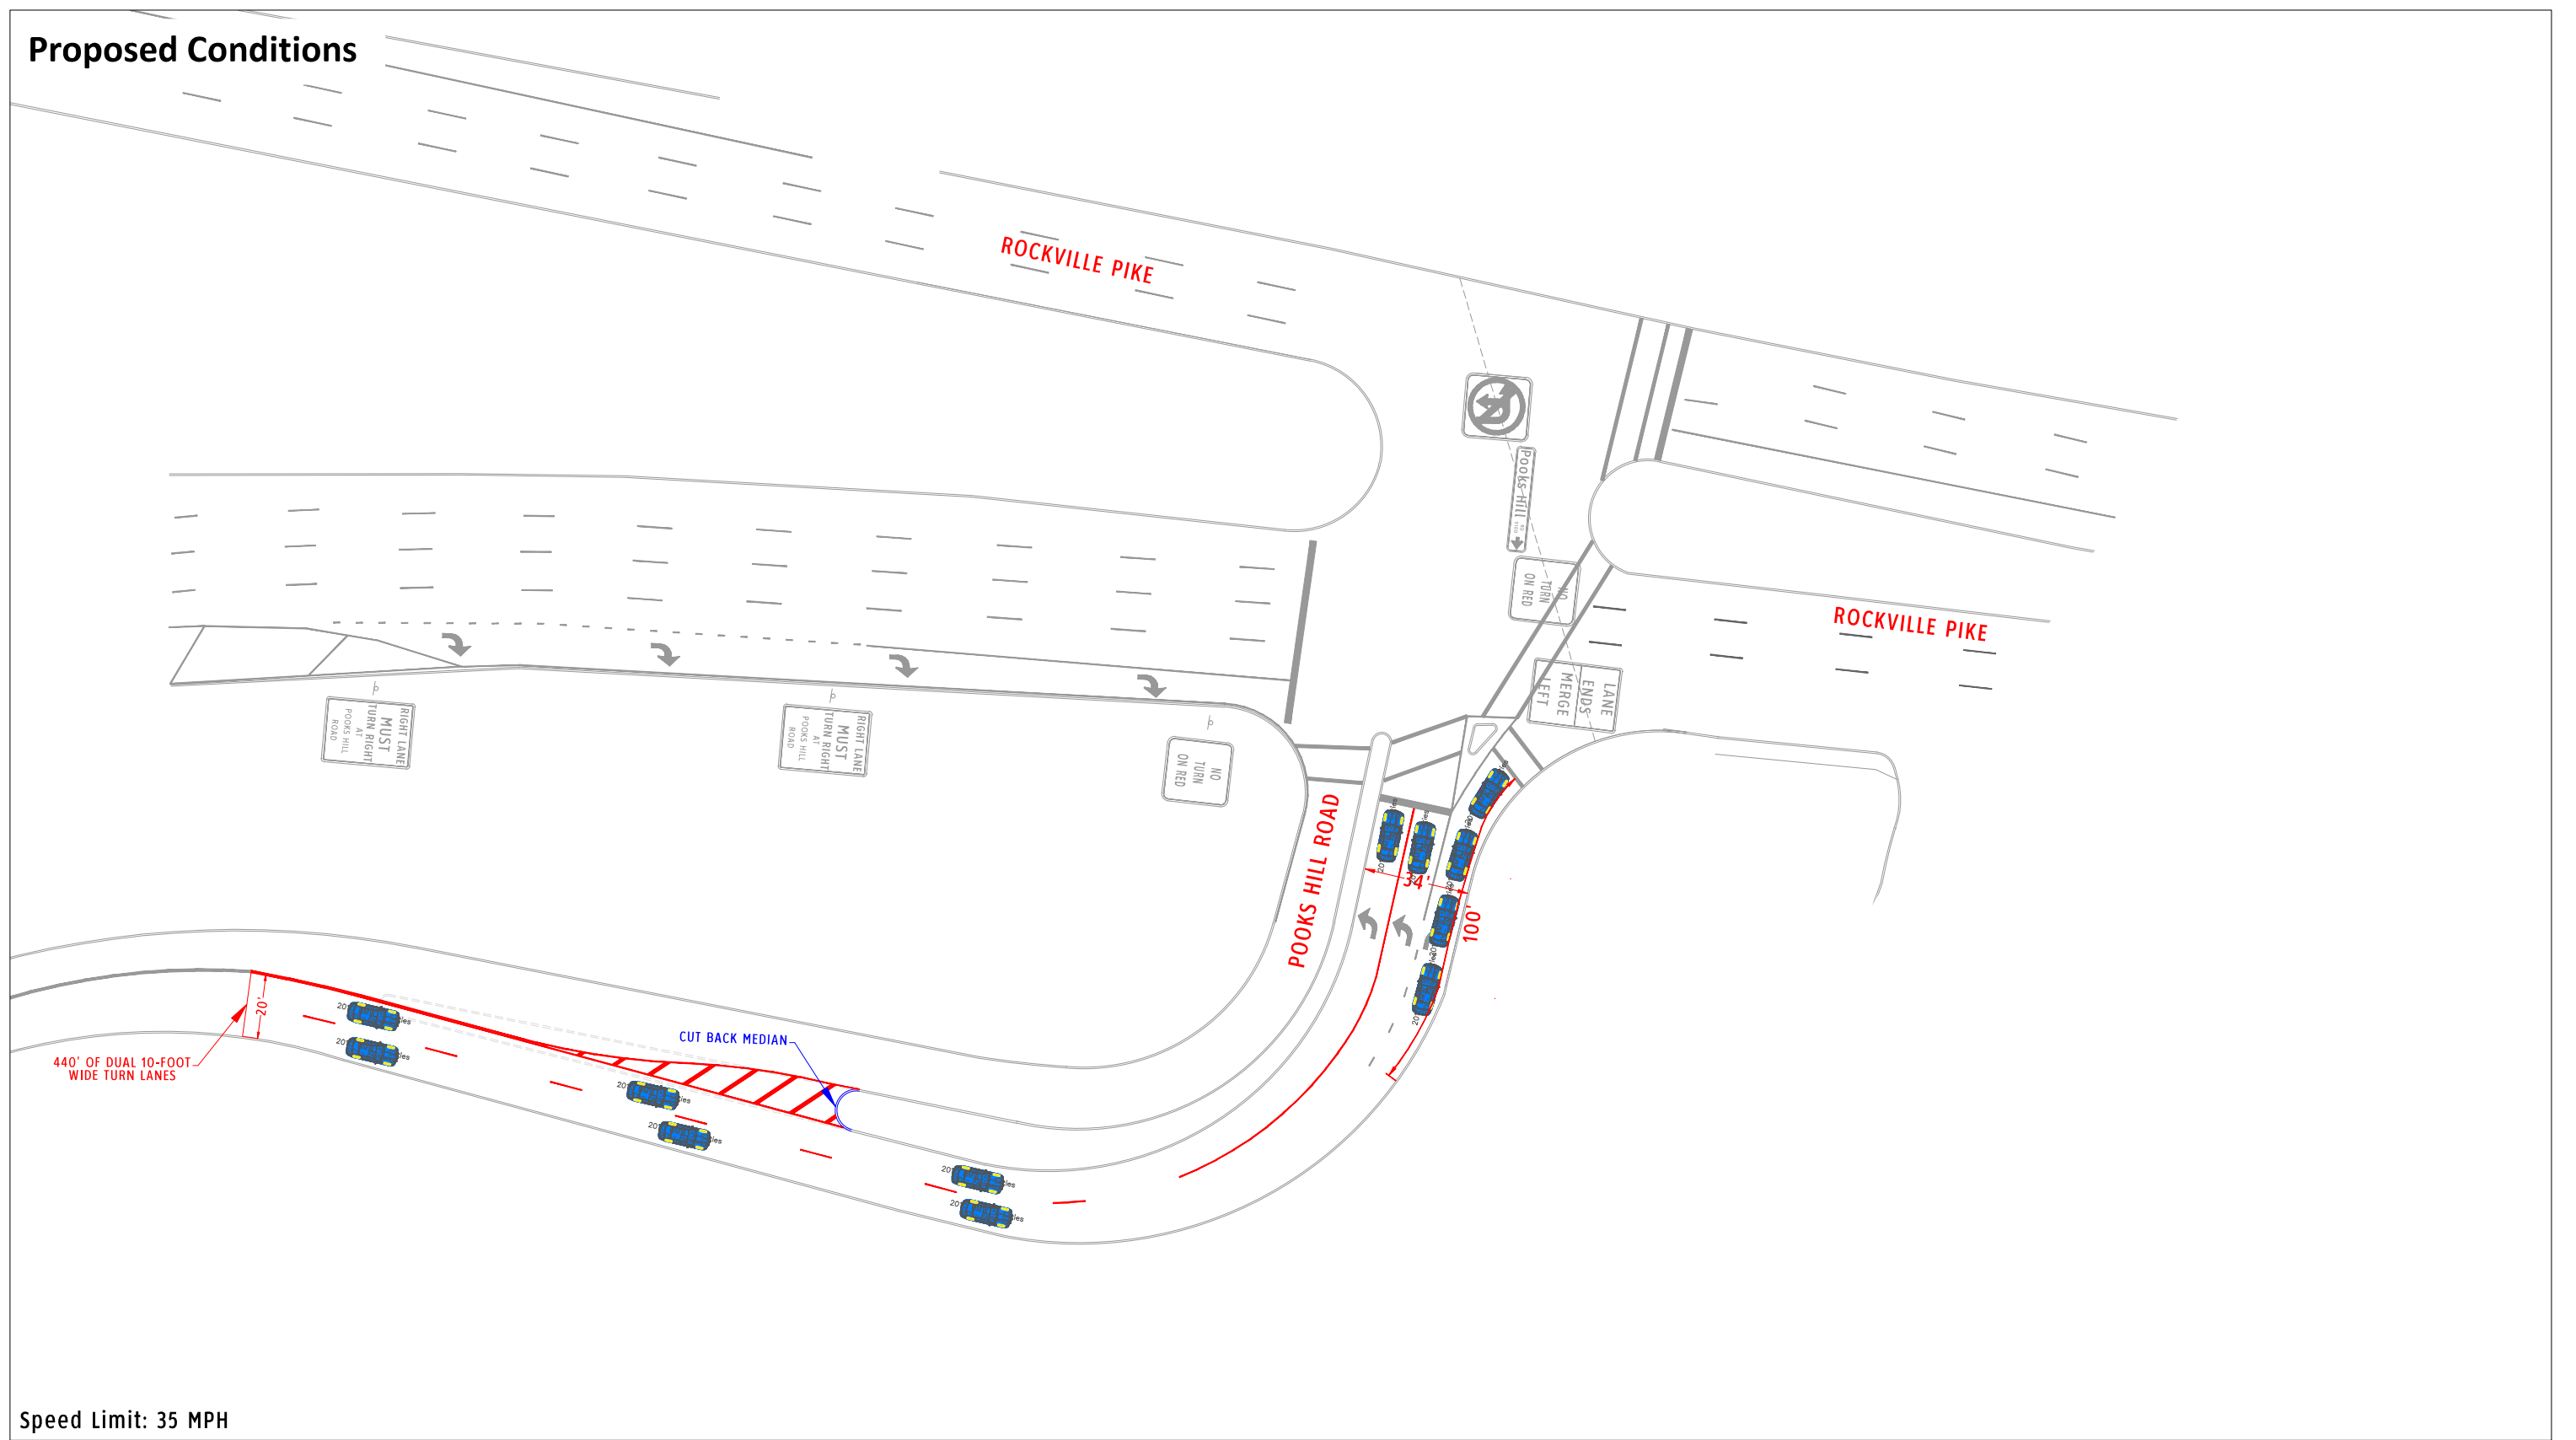 Proposed Conditions
ROCKVILLE PIKE
Pooks Hill
NO
TURN
ON RED
ROCKVILLE PIKE
LANE
ENDS
MERGE
LEFT
RIGHT LANE
MUST
TURN RIGHT
AT
POOKS HILL
ROAD
RIGHT LANE
MUST
TURN RIGHT
AT
POOKS HILL
ROAD
NO
TURN
ON RED
POOKS HILL ROAD
34'
100'
20'
CUT BACK MEDIAN
440' OF DUAL 10-FOOT
WIDE TURN LANES
Speed Limit: 35 MPH